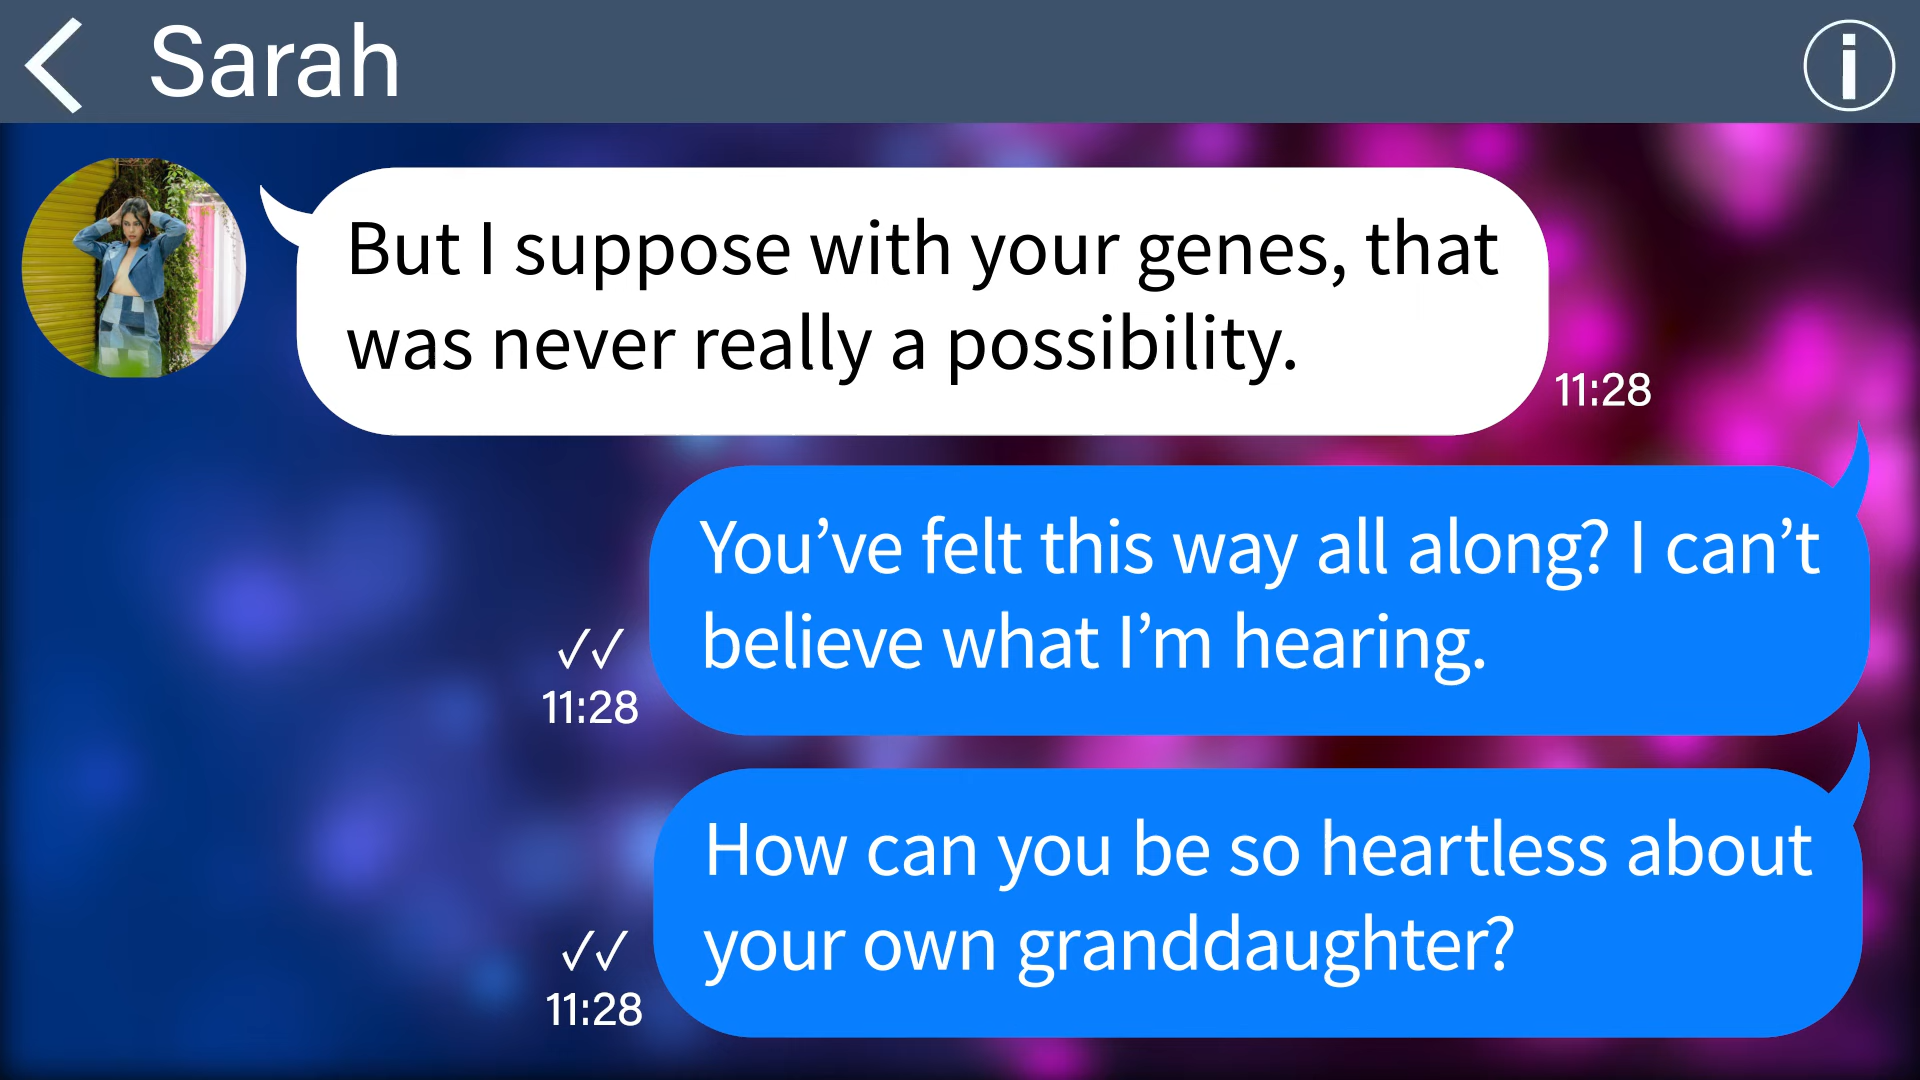 Sarah
But I suppose with your genes, that
was never really a possibility.
11:28
You’ve felt this way all along? I can’t
believe what I’m hearing.
✓✓
11:28
How can you be so heartless about
your own granddaughter?
✓✓
11:28